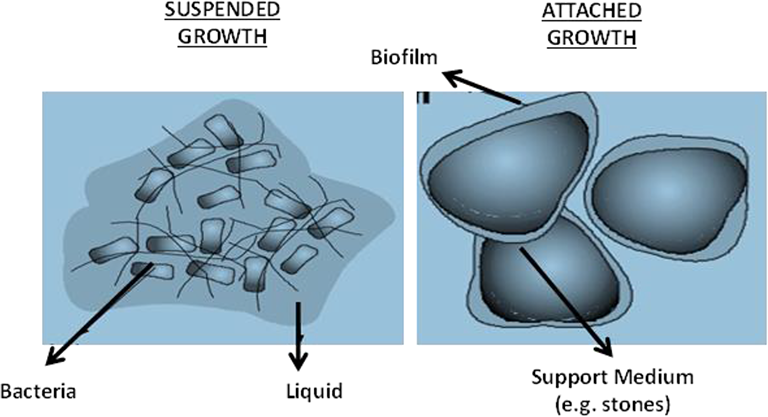 SUSPENDED
GROWTH
ATTACHED
GROWTH
Biofilm
Bacteria
Liquid
Support Medium
(e.g. stones)